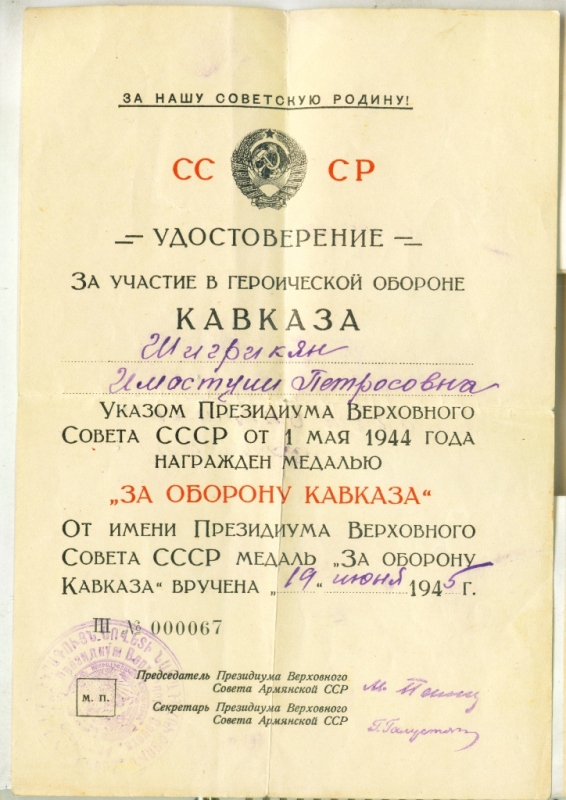 ЗА НАШУ СОВЕТСКУЮ РОДИНУ!
СС СР
УДОСТОВЕРЕНИЕ
ЗА УЧАСТИЕ В ГЕРОИЧЕСКОЙ ОБОРОНЕ
КАВКАЗА
Шигрикян
Имастуши Петросовна
УКАЗОМ ПРЕЗИДИУМА ВЕРХОВНОГО
СОВЕТА СССР ОТ 1 МАЯ 1944 ГОДА
НАГРАЖДЕН МЕДАЛЬЮ
„ЗА ОБОРОНУ КАВКАЗА“
ОТ ИМЕНИ ПРЕЗИДИУМА ВЕРХОВНОГО
СОВЕТА СССР МЕДАЛЬ „ЗА ОБОРОНУ
КАВКАЗА“ ВРУЧЕНА „19“ июня 1945 Г.
Ш № 000067
Председатель Президиума Верховного
Совета Армянской ССР
М. П.
Секретарь Президиума Верховного
Совета Армянской ССР